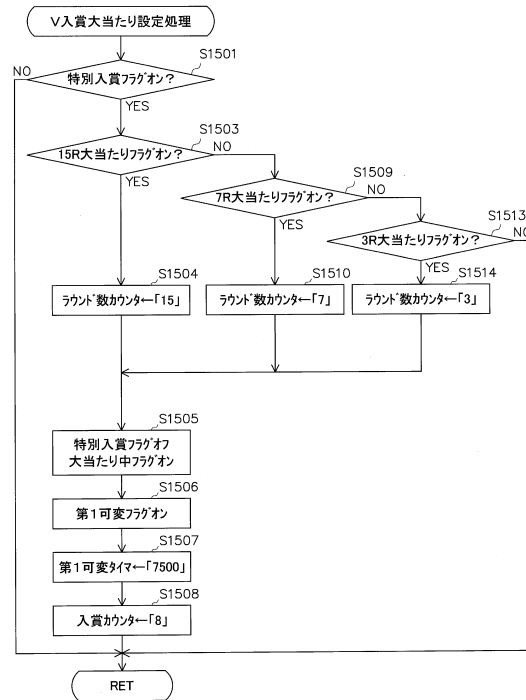 V入賞大当たり設定処理
S1501
NO
特別入賞フラグオン？
YES
S1503
15R大当たりフラグオン？
NO
YES
S1509
7R大当たりフラグオン？
NO
YES
S1513
3R大当たりフラグオン？
NO
YES
S1504
ラウンド数カウンタ←「15」
S1510
ラウンド数カウンタ←「7」
S1514
ラウンド数カウンタ←「3」
S1505
特別入賞フラグオフ
大当たり中フラグオン
S1506
第1可変フラグオン
S1507
第1可変タイマ←「7500」
S1508
入賞カウンタ←「8」
RET